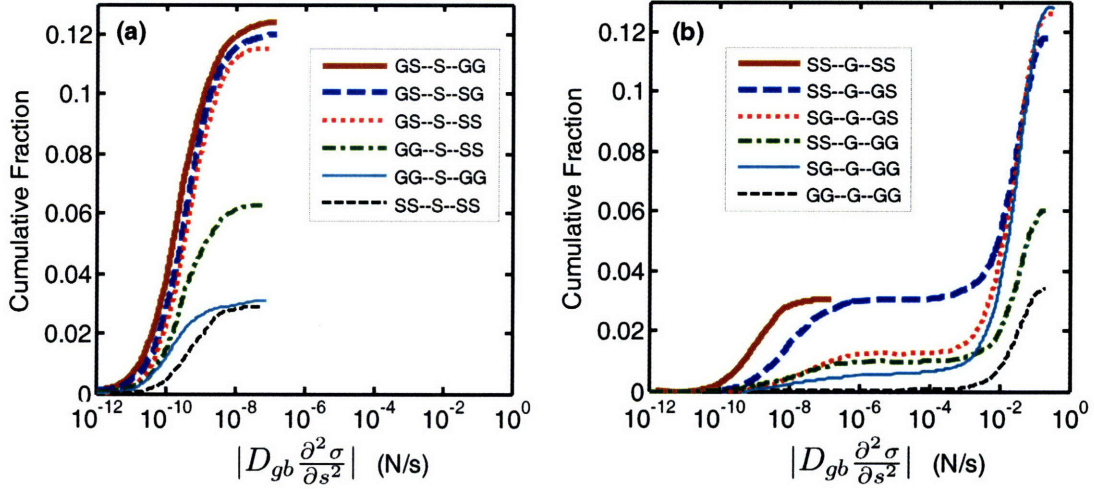 (a)
Cumulative Fraction
0.12
0.1
0.08
0.06
0.04
0.02
0
GS--S--GG
GS--S--SG
GS--S--SS
GG--S--SS
GG--S--GG
SS--S--SS
10^-12 10^-10 10^-8 10^-6 10^-4 10^-2 10^0
|D_gb ∂²σ/∂s²| (N/s)
(b)
Cumulative Fraction
0.12
0.1
0.08
0.06
0.04
0.02
0
SS--G--SS
SS--G--GS
SG--G--GS
SS--G--GG
SG--G--GG
GG--G--GG
10^-12 10^-10 10^-8 10^-6 10^-4 10^-2 10^0
|D_gb ∂²σ/∂s²| (N/s)